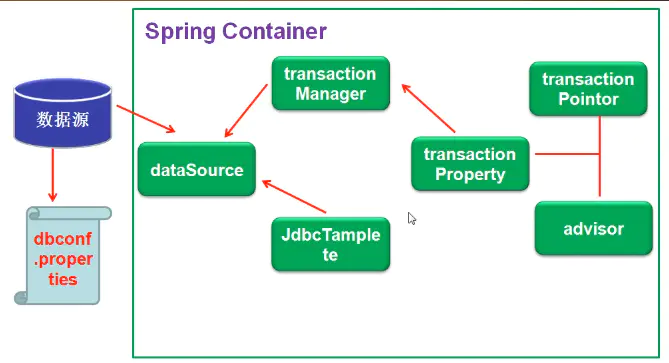 Spring Container
transaction
Manager
transaction
Pointor
数据源
dataSource
transaction
Property
JdbcTample
te
advisor
dbconf
.proper
ties